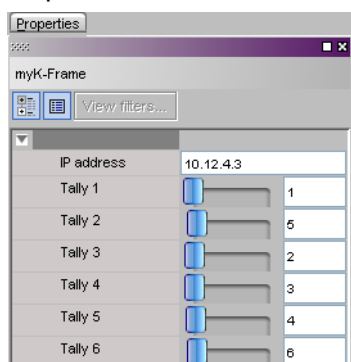 Properties
myK-Frame
View filters...
IP address 10.12.4.3
Tally 1 1
Tally 2 5
Tally 3 2
Tally 4 3
Tally 5 4
Tally 6 6